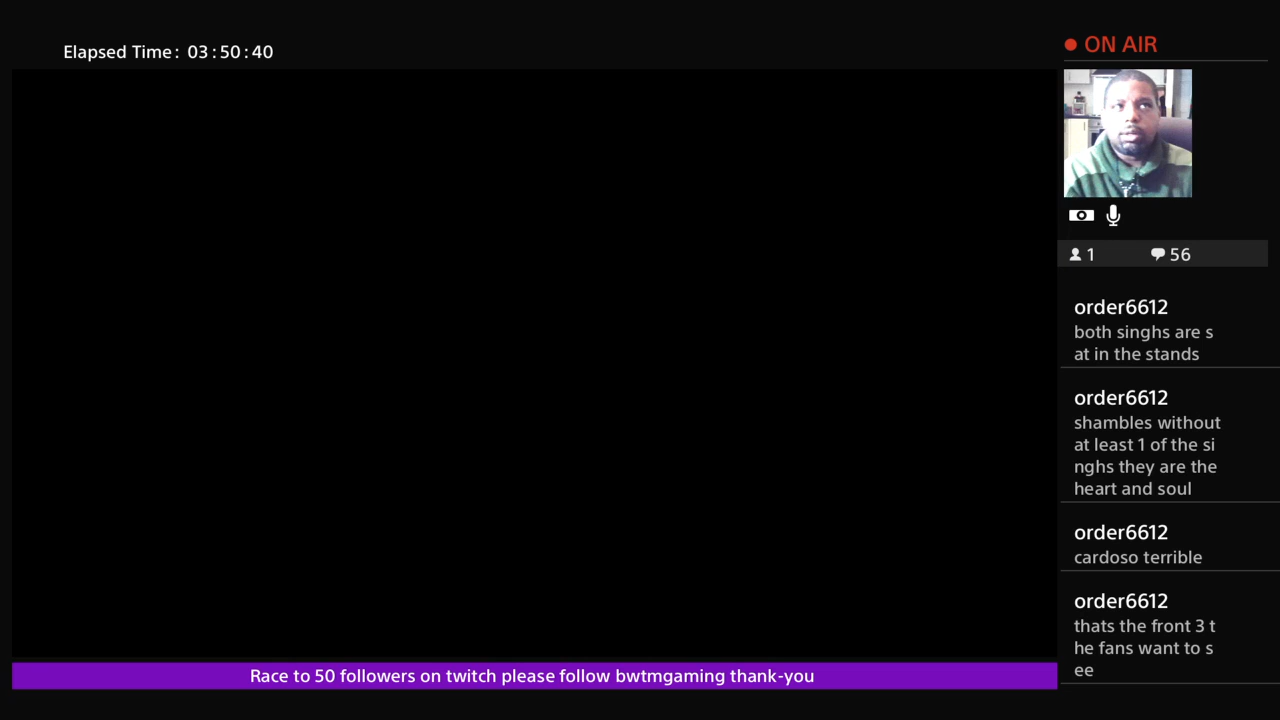 Elapsed Time: 03:50:40
ON AIR
1 56
order6612
both singhs are s
at in the stands
order6612
shambles without
at least 1 of the si
nghs they are the
heart and soul
order6612
cardoso terrible
order6612
thats the front 3 t
he fans want to s
ee
Race to 50 followers on twitch please follow bwtmgaming thank-you